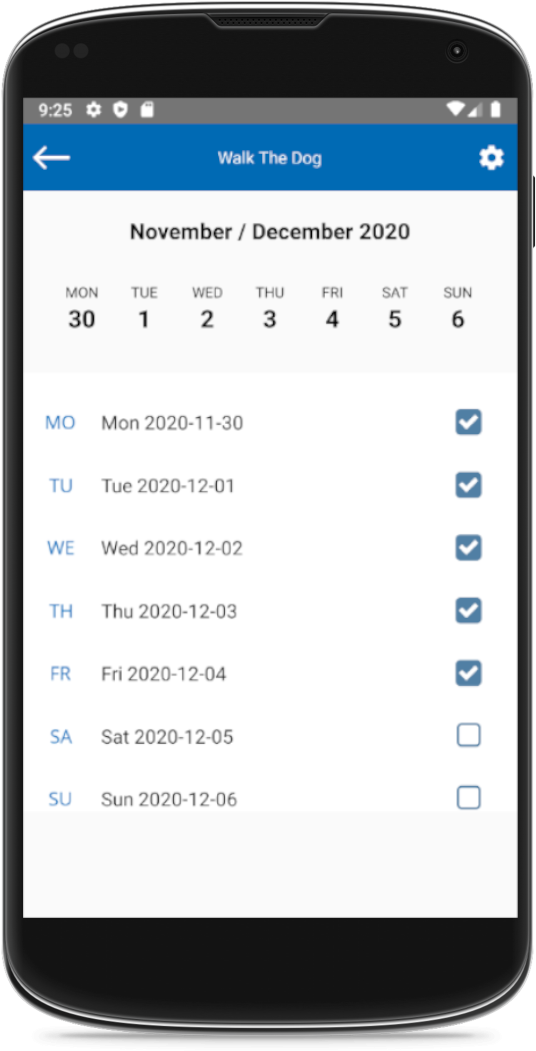 9:25
Walk The Dog
November / December 2020
MON TUE WED THU FRI SAT SUN
30 1 2 3 4 5 6
MO Mon 2020-11-30
TU Tue 2020-12-01
WE Wed 2020-12-02
TH Thu 2020-12-03
FR Fri 2020-12-04
SA Sat 2020-12-05
SU Sun 2020-12-06